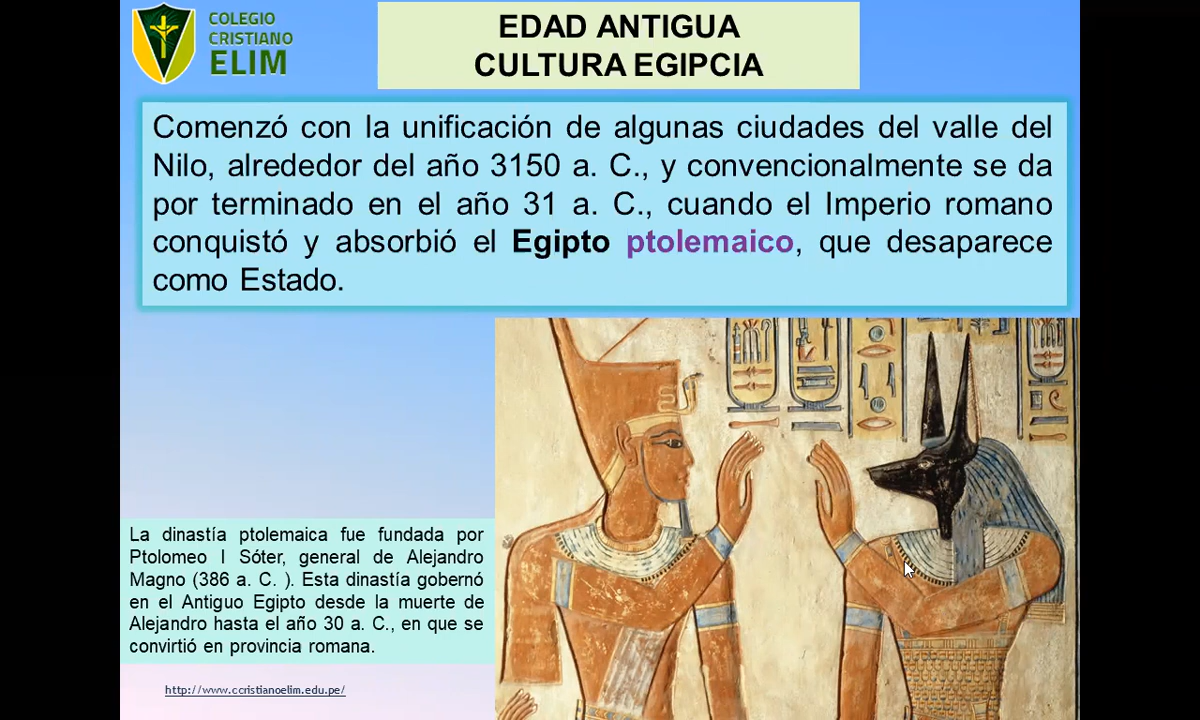 COLEGIO
CRISTIANO
ELIM
EDAD ANTIGUA
CULTURA EGIPCIA
Comenzó con la unificación de algunas ciudades del valle del
Nilo, alrededor del año 3150 a. C., y convencionalmente se da
por terminado en el año 31 a. C., cuando el Imperio romano
conquistó y absorbió el Egipto ptolemaico, que desaparece
como Estado.
La dinastía ptolemaica fue fundada por
Ptolomeo I Sóter, general de Alejandro
Magno (386 a. C. ). Esta dinastía gobernó
en el Antiguo Egipto desde la muerte de
Alejandro hasta el año 30 a. C., en que se
convirtió en provincia romana.
http://www.ccristianoelim.edu.pe/